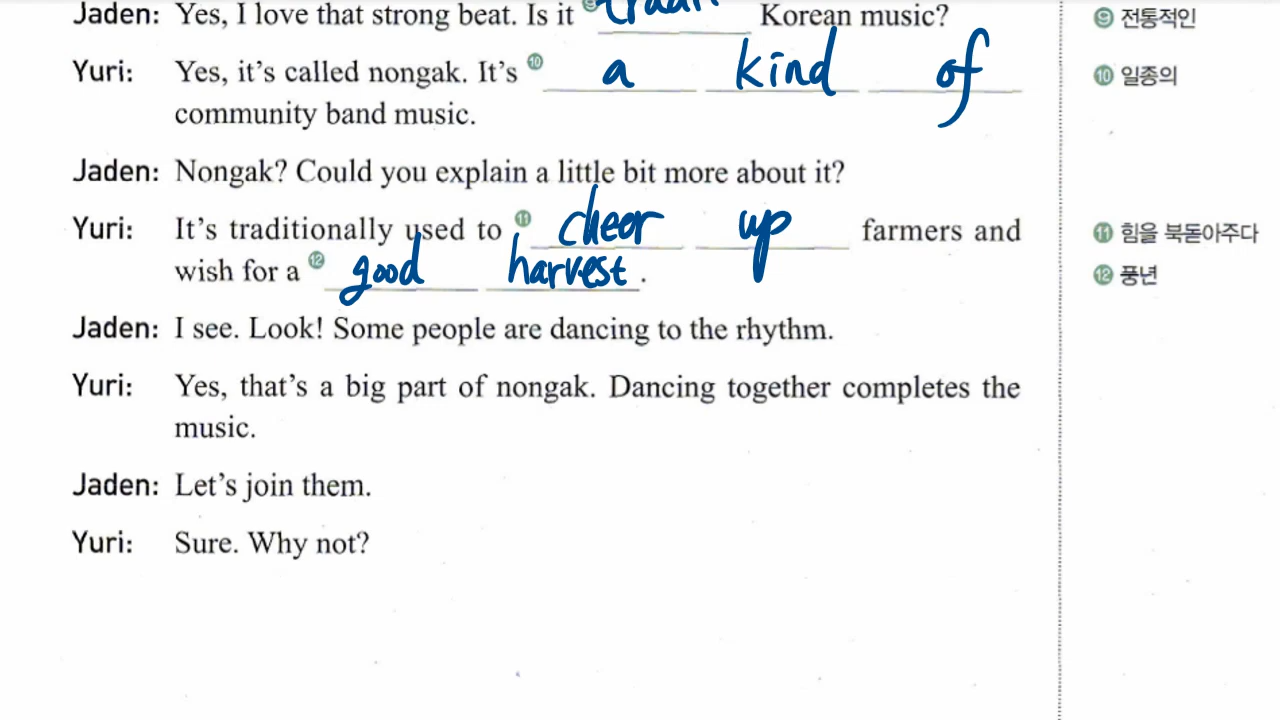 Jaden: Yes, I love that strong beat. Is it ⑨ Korean music? ⑨ 전통적인
Yuri: Yes, it's called nongak. It's ⑩ a kind of ⑩ 일종의
community band music.
Jaden: Nongak? Could you explain a little bit more about it?
Yuri: It's traditionally used to ⑪ cheer up farmers and ⑪ 힘을 북돋아주다
wish for a ⑫ good harvest. ⑫ 풍년
Jaden: I see. Look! Some people are dancing to the rhythm.
Yuri: Yes, that's a big part of nongak. Dancing together completes the
music.
Jaden: Let's join them.
Yuri: Sure. Why not?